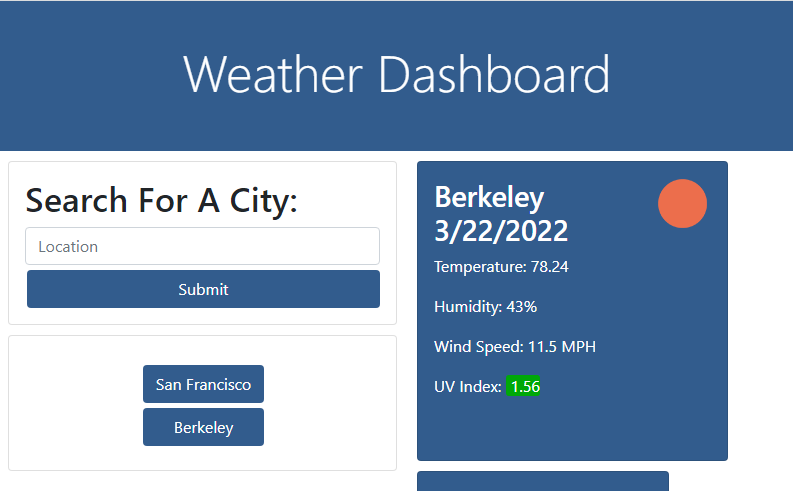 Weather Dashboard
Search For A City:
Location
Submit
San Francisco
Berkeley
Berkeley
3/22/2022
Temperature: 78.24
Humidity: 43%
Wind Speed: 11.5 MPH
UV Index: 1.56